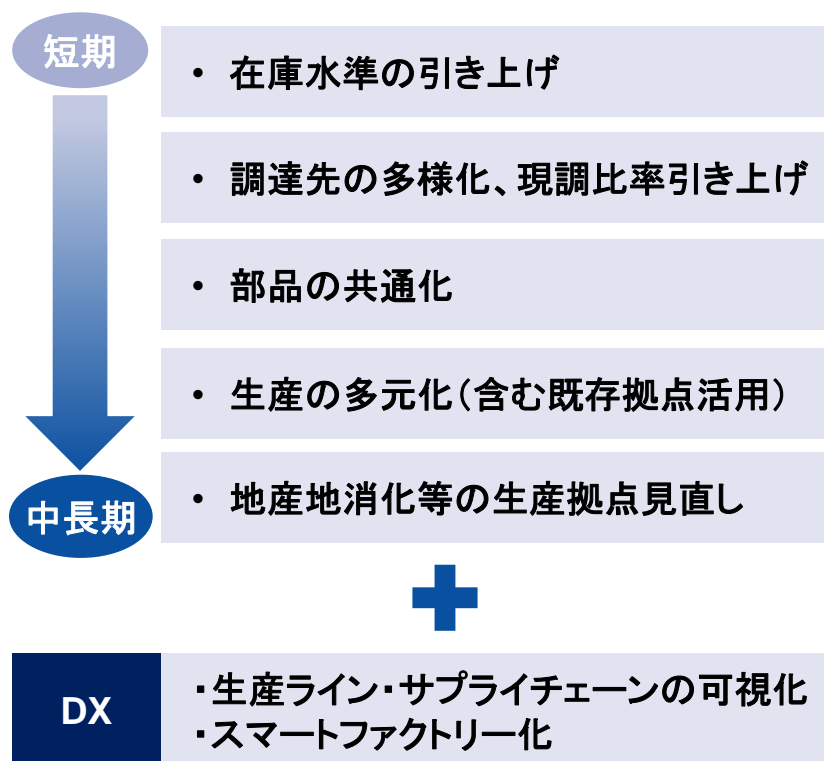 短期
• 在庫水準の引き上げ
• 調達先の多様化、現調比率引き上げ
• 部品の共通化
• 生産の多元化（含む既存拠点活用）
• 地産地消化等の生産拠点見直し
中長期
DX
・生産ライン・サプライチェーンの可視化
・スマートファクトリー化